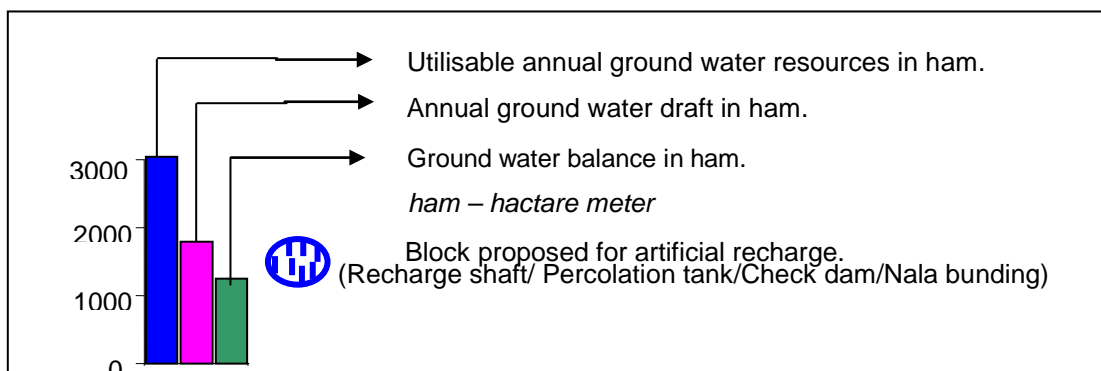 Utilisable annual ground water resources in ham.
Annual ground water draft in ham.
3000
Ground water balance in ham.
ham – hactare meter
2000
Block proposed for artificial recharge.
(Recharge shaft/ Percolation tank/Check dam/Nala bunding)
1000
0